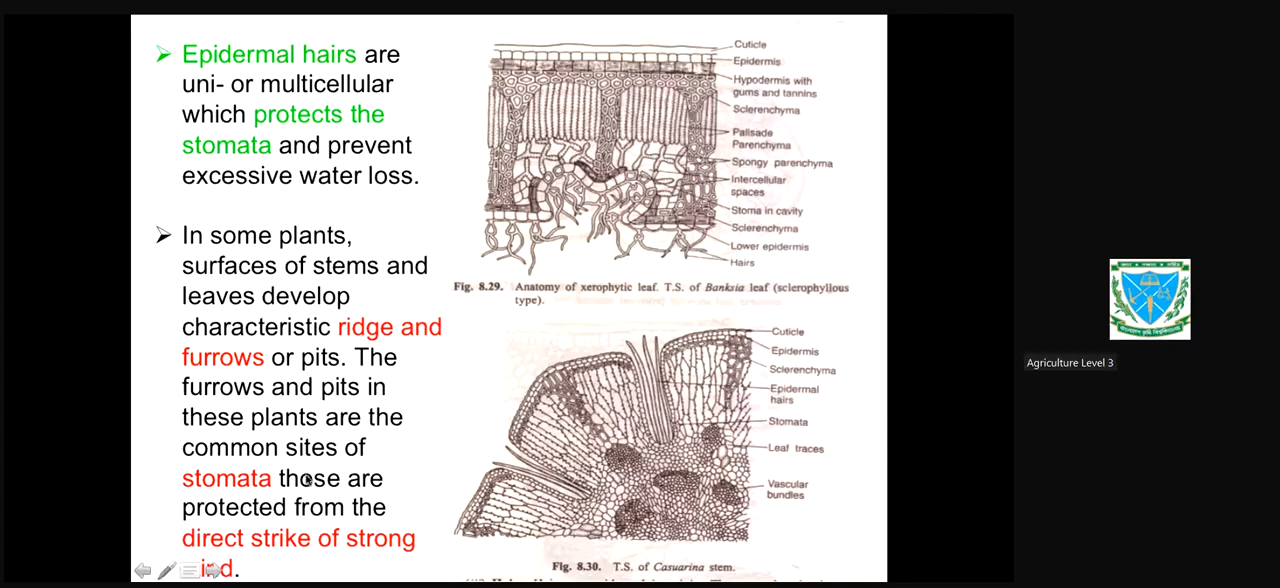 Epidermal hairs are
uni- or multicellular
which protects the
stomata and prevent
excessive water loss.
In some plants,
surfaces of stems and
leaves develop
characteristic ridge and
furrows or pits. The
furrows and pits in
these plants are the
common sites of
stomata those are
protected from the
direct strike of strong
Cuticle
Epidermis
Hypodermis with
gums and tannins
Sclerenchyma
Palisade
Parenchyma
Spongy parenchyma
Intercellular
spaces
Stoma in cavity
Sclerenchyma
Lower epidermis
Hairs
Fig. 8.29. Anatomy of xerophytic leaf. T.S. of Banksia leaf (sclerophyllous
type).
Cuticle
Epidermis
Sclerenchyma
Epidermal
hairs
Stomata
Leaf traces
Vascular
bundles
Fig. 8.30. T.S. of Casuarina stem.
Agriculture Level 3